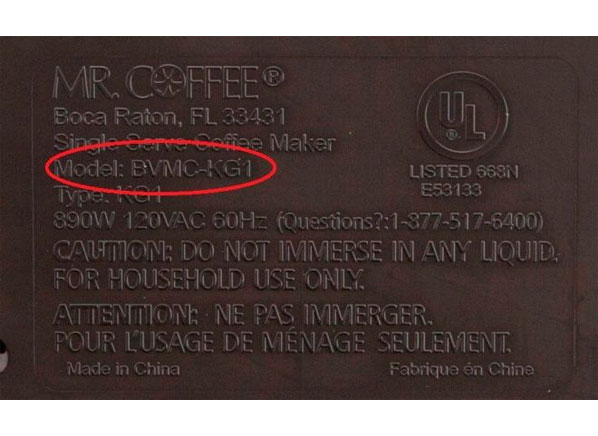 MR. COFFEE®
Boca Raton, FL 33431
Single Serve Coffee Maker
Model: BVMC-KG1
Type: KG1
890W 120VAC 60Hz (Questions?:1-877-517-6400)
CAUTION: DO NOT IMMERSE IN ANY LIQUID.
FOR HOUSEHOLD USE ONLY.
ATTENTION: NE PAS IMMERGER.
POUR L'USAGE DE MÉNAGE SEULEMENT.
Made in China
Fabrique én Chine
UL
®
LISTED 668N
E53133